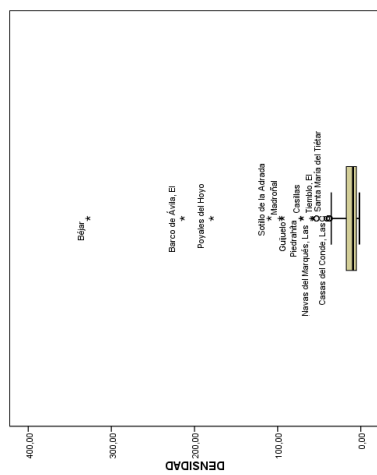 400,00
300,00
200,00
100,00
0,00
DENSIDAD
Béjar
Barco de Ávila, El
Poyales del Hoyo
Sotillo de la Adrada
Madroñal
Guijuelo
Piedrahita
Casillas
Navas del Marqués, Las
Tiemblo, El
Santa María del Tiétar
Casas del Conde, Las